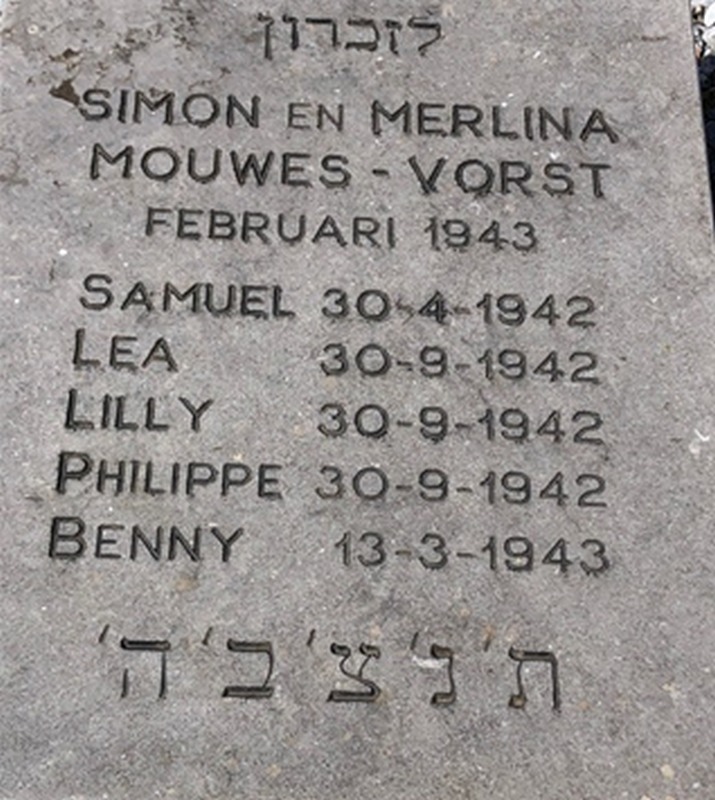 לזכרון
SIMON EN MERLINA
MOUWES - VORST
FEBRUARI 1943
SAMUEL 30-4-1942
LEA 30-9-1942
LILLY 30-9-1942
PHILIPPE 30-9-1942
BENNY 13-3-1943
ת'נ'צ'ב'ה'